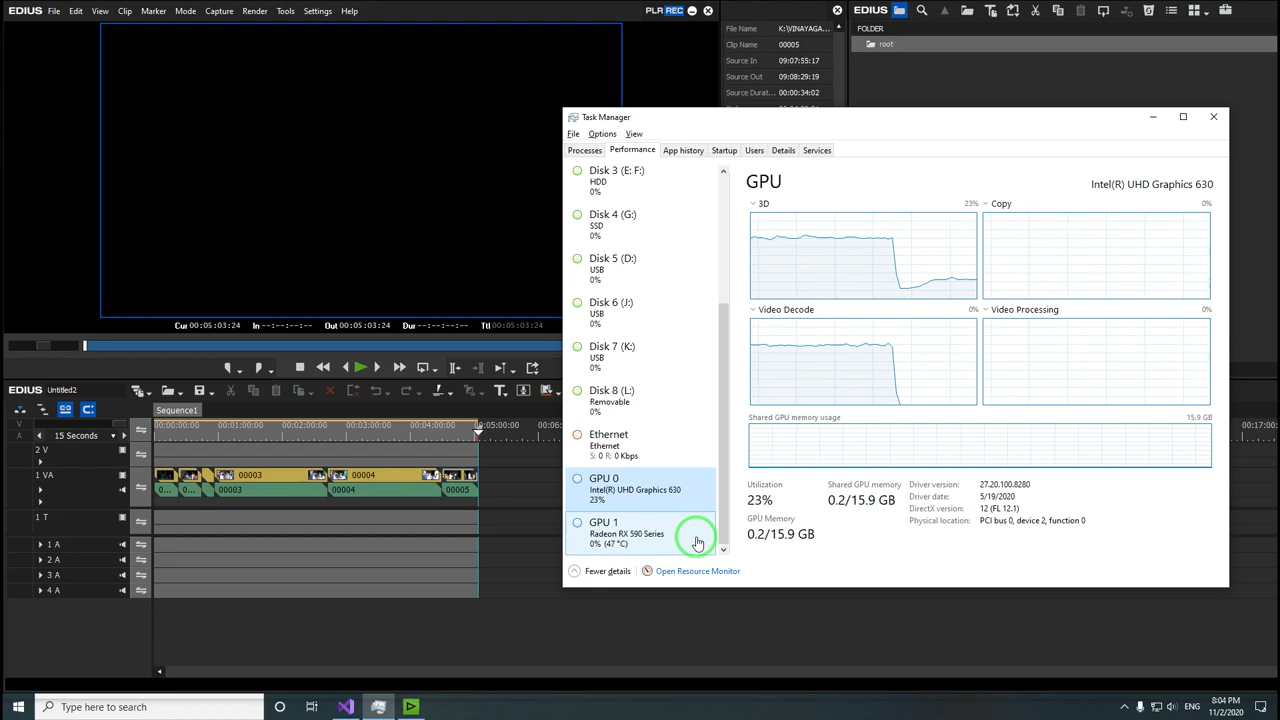 EDIUS File Edit View Clip Marker Mode Capture Render Tools Settings Help PLR REC
File Name K:\VINAYAGA...
Clip Name 00005
Source In 09:07:55:17
Source Out 09:08:29:19
Source Durat... 00:00:34:02
EDIUS
FOLDER
root
Cur 00:05:03:24 In --:--:--:-- Out 00:05:03:24 Dur --:--:--:-- Ttl 00:05:03:24
EDIUS Untitled2
Sequence1
V
A
15 Seconds
00:00:00:00 00:01:00:00 00:02:00:00 00:03:00:00 00:04:00:00 00:05:00:00 00:17:00:0
2 V
1 VA
00003 00004
0... 0... 00003 00004 00005
1 T
1 A
2 A
3 A
4 A
Task Manager
File Options View
Processes Performance App history Startup Users Details Services
Disk 3 (E: F:)
HDD
0%
Disk 4 (G:)
SSD
0%
Disk 5 (D:)
USB
0%
Disk 6 (J:)
USB
0%
Disk 7 (K:)
USB
0%
Disk 8 (L:)
Removable
0%
Ethernet
Ethernet
S: 0 R: 0 Kbps
GPU 0
Intel(R) UHD Graphics 630
23%
GPU 1
Radeon RX 590 Series
0% (47 °C)
GPU Intel(R) UHD Graphics 630
3D 23% Copy 0%
Video Decode 0% Video Processing 0%
Shared GPU memory usage 15.9 GB
Utilization
23%
Shared GPU memory
0.2/15.9 GB
GPU Memory
0.2/15.9 GB
Driver version: 27.20.100.8280
Driver date: 5/19/2020
DirectX version: 12 (FL 12.1)
Physical location: PCI bus 0, device 2, function 0
Fewer details Open Resource Monitor
Type here to search
ENG
8:04 PM
11/2/2020